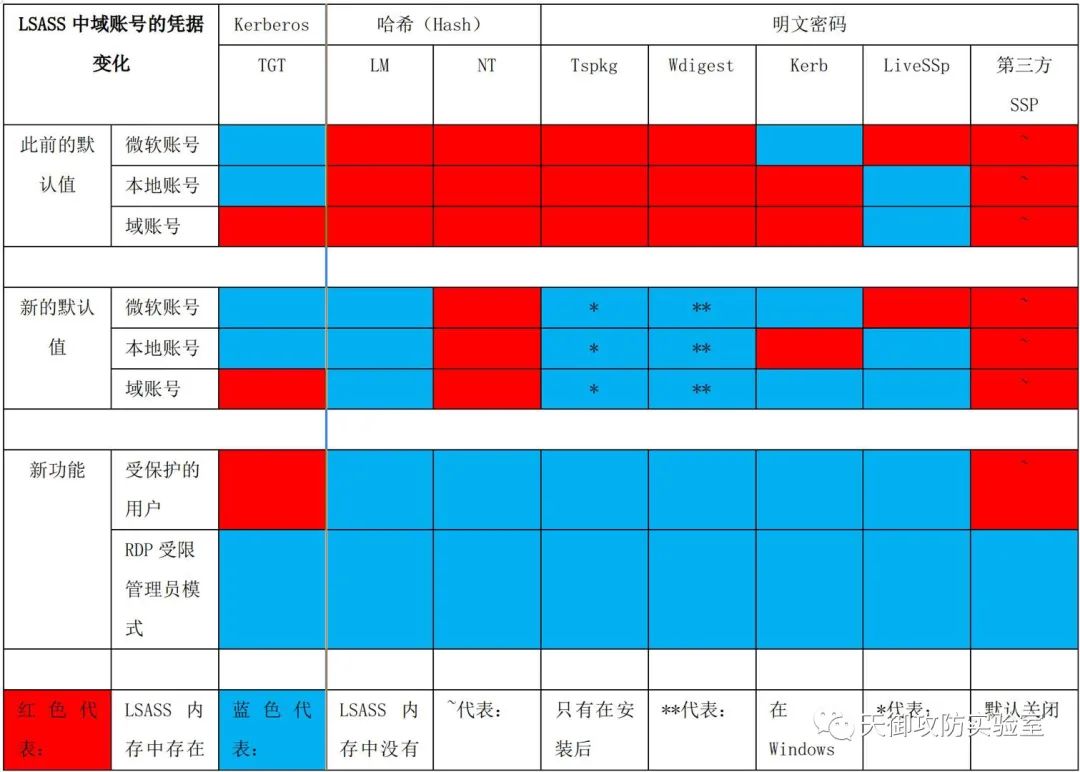 LSASS 中域账号的凭据
变化
Kerberos
哈希（Hash）
明文密码
TGT
LM
NT
Tspkg
Wdigest
Kerb
LiveSSp
第三方
SSP
此前的默
认值
微软账号
~
本地账号
~
域账号
~
新的默认
值
微软账号
*
**
~
本地账号
*
**
~
域账号
*
**
~
新功能
受保护的
用户
~
RDP 受限
管理员模
式
红色代
表：
LSASS 内
存中存在
蓝色代
表：
LSASS 内
存中没有
~代表：
只有在安
装后
**代表：
在
Windows
*代表：
默认关闭
天御攻防实验室